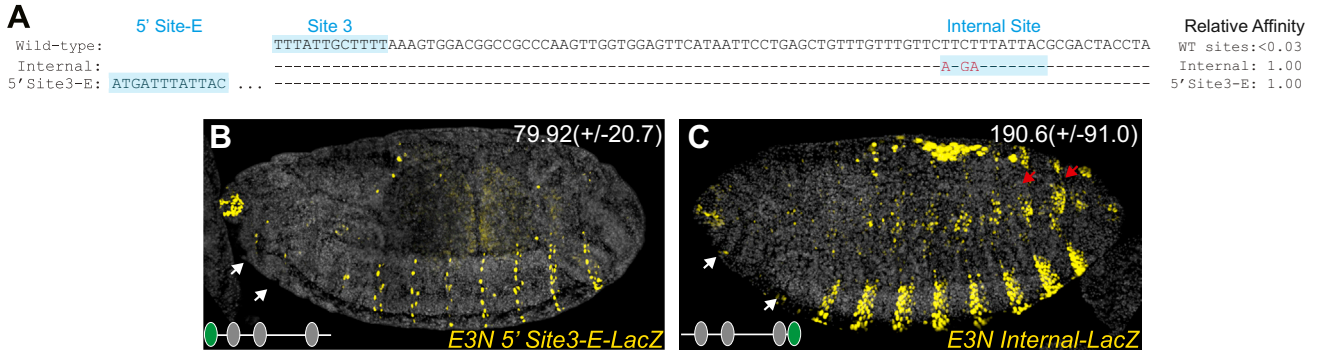 A
5' Site-E Site 3 Internal Site Relative Affinity
Wild-type: TTTATTGCTTTTAAAGTGGACGGCCGCCCAAGTTGGTGGAGTTCATAATTCCTGAGCTGTTTGTTTGTTCTTCTTTATTACGCGACTACCTA WT sites:<0.03
Internal: A-GA Internal: 1.00
5'Site3-E: ATGATTTATTAC ... 5'Site3-E: 1.00
B 79.92(+/-20.7)
E3N 5' Site3-E-LacZ
C 190.6(+/-91.0)
E3N Internal-LacZ